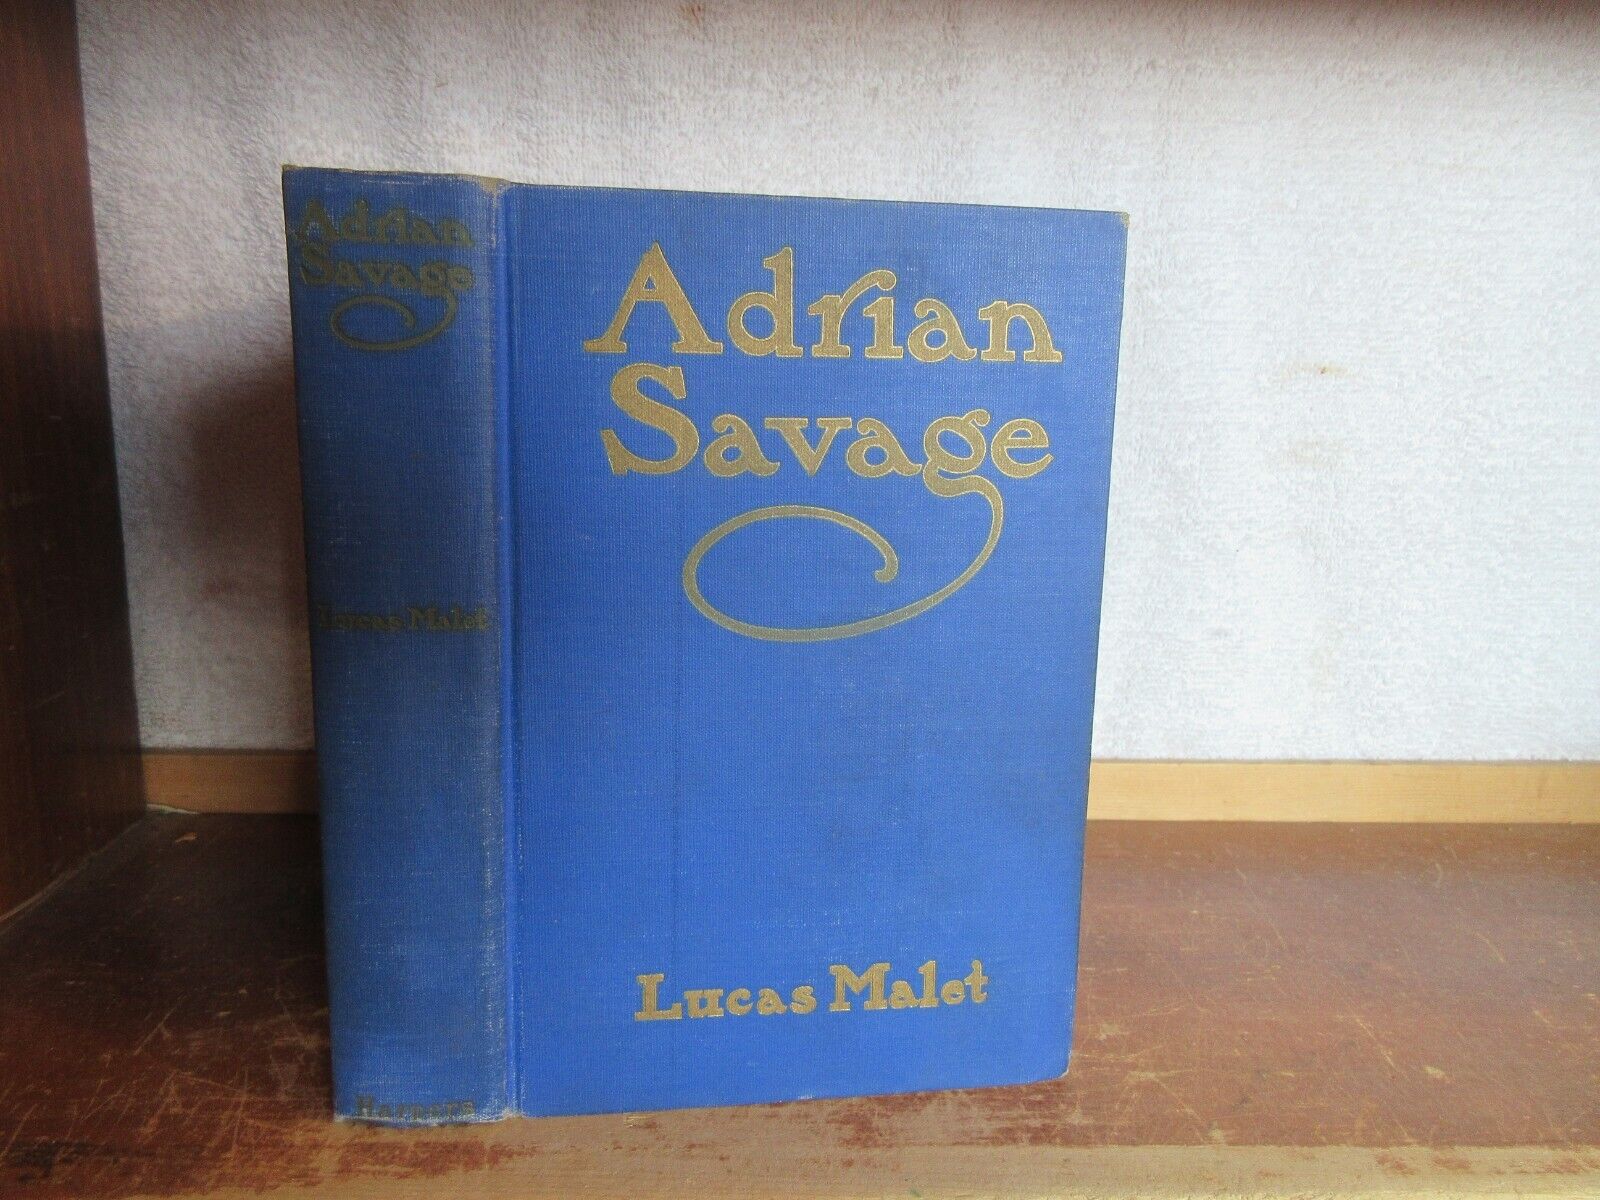 Adrian
Savage
Lucas Malet
Harpers
Adrian
Savage
Lucas Malet